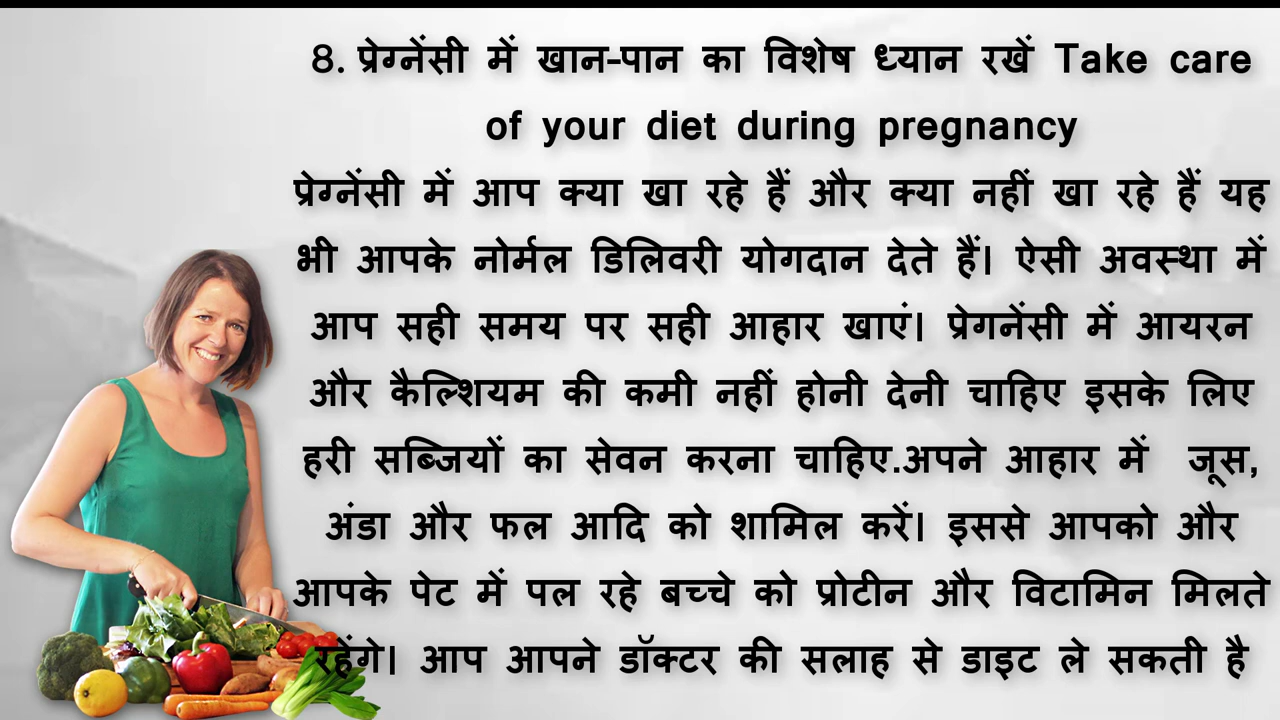 8. प्रेग्नेंसी में खान-पान का विशेष ध्यान रखें Take care
of your diet during pregnancy
प्रेग्नेंसी में आप क्या खा रहे हैं और क्या नहीं खा रहे हैं यह
भी आपके नोर्मल डिलिवरी योगदान देते हैं। ऐसी अवस्था में
आप सही समय पर सही आहार खाएं। प्रेगनेंसी में आयरन
और कैल्शियम की कमी नहीं होनी देनी चाहिए इसके लिए
हरी सब्जियों का सेवन करना चाहिए.अपने आहार में जूस,
अंडा और फल आदि को शामिल करें। इससे आपको और
आपके पेट में पल रहे बच्चे को प्रोटीन और विटामिन मिलते
रहेंगे। आप आपने डॉक्टर की सलाह से डाइट ले सकती है